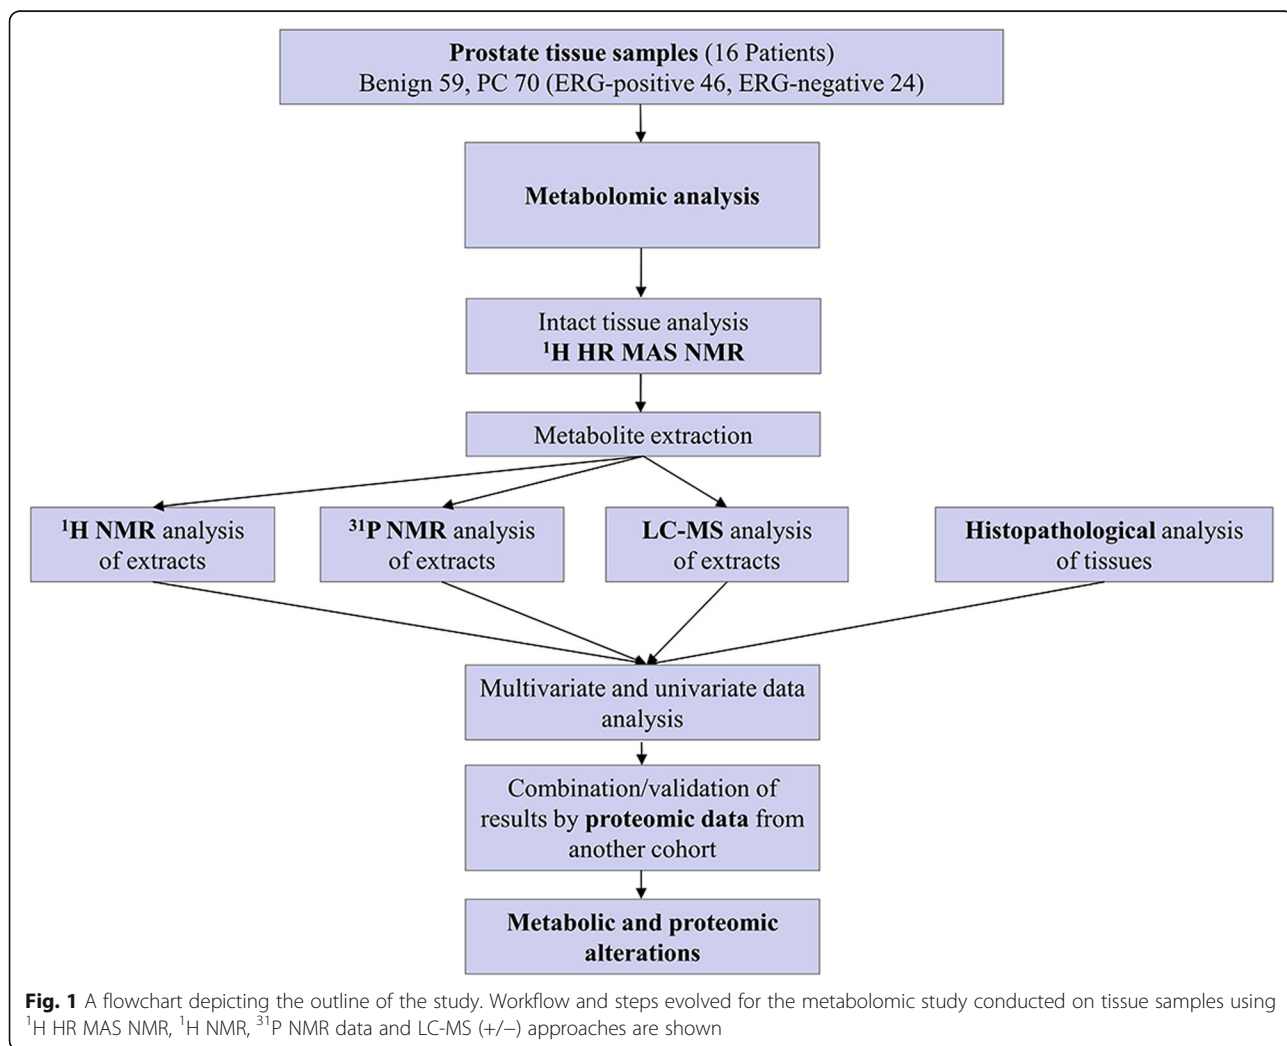 Prostate tissue samples (16 Patients)
Benign 59, PC 70 (ERG-positive 46, ERG-negative 24)
Metabolomic analysis
Intact tissue analysis
¹H HR MAS NMR
Metabolite extraction
¹H NMR analysis
of extracts
³¹P NMR analysis
of extracts
LC-MS analysis
of extracts
Histopathological analysis
of tissues
Multivariate and univariate data
analysis
Combination/validation of
results by proteomic data from
another cohort
Metabolic and proteomic
alterations
Fig. 1 A flowchart depicting the outline of the study. Workflow and steps evolved for the metabolomic study conducted on tissue samples using
¹H HR MAS NMR, ¹H NMR, ³¹P NMR data and LC-MS (+/−) approaches are shown